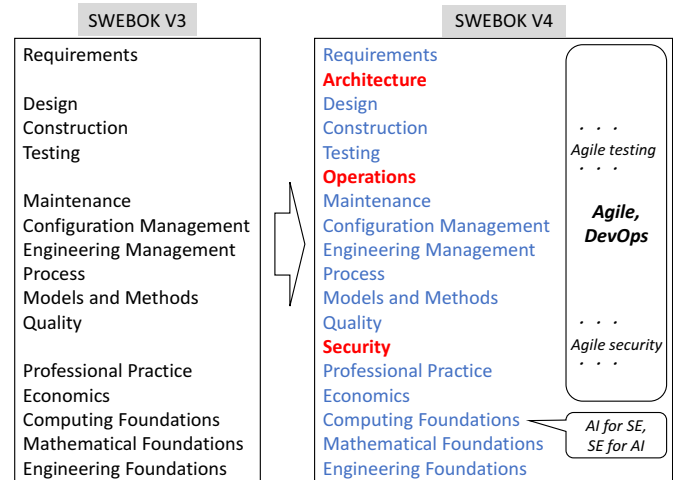 SWEBOK V3
Requirements
Design
Construction
Testing
Maintenance
Configuration Management
Engineering Management
Process
Models and Methods
Quality
Professional Practice
Economics
Computing Foundations
Mathematical Foundations
Engineering Foundations
SWEBOK V4
Requirements
Architecture
Design
Construction
Testing
Operations
Maintenance
Configuration Management
Engineering Management
Process
Models and Methods
Quality
Security
Professional Practice
Economics
Computing Foundations
Mathematical Foundations
Engineering Foundations
. . .
Agile testing
. . .
Agile,
DevOps
. . .
Agile security
. . .
AI for SE,
SE for AI